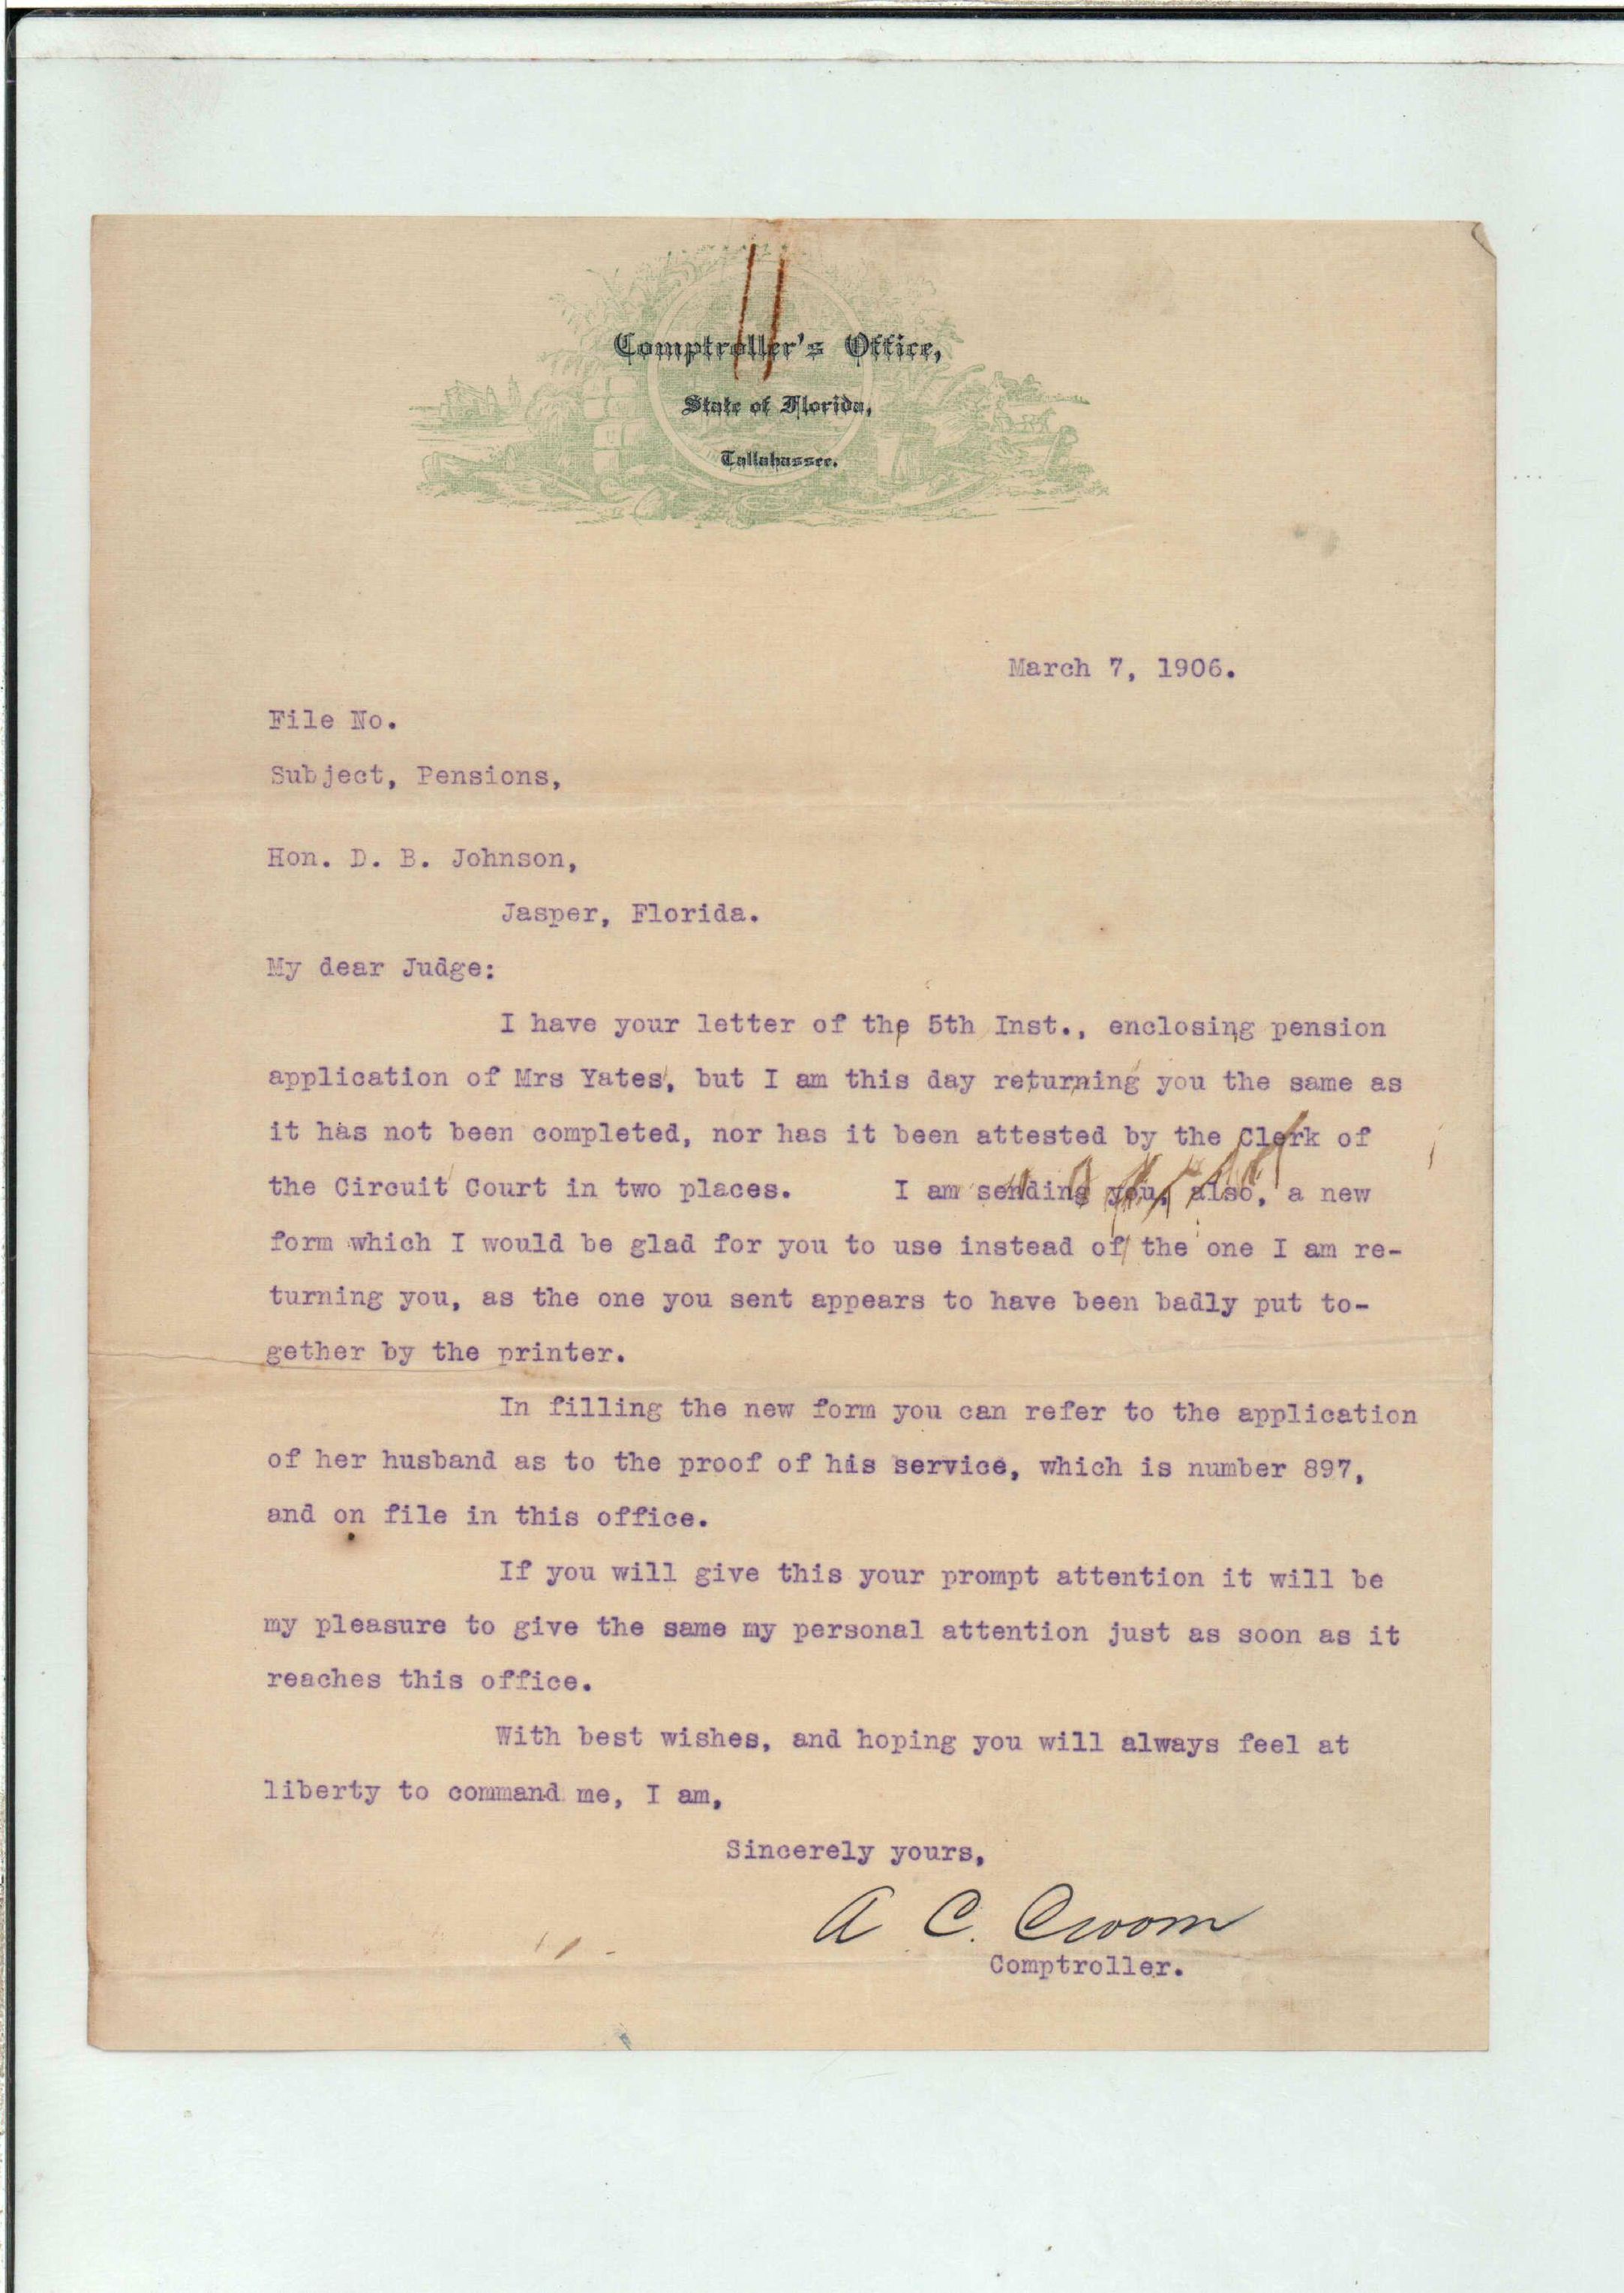 Comptroller's Office,
State of Florida,
Tallahassee.
March 7, 1906.
File No.
Subject, Pensions,
Hon. D. B. Johnson,
Jasper, Florida.
My dear Judge:
I have your letter of the 5th Inst., enclosing pension
application of Mrs Yates, but I am this day returning you the same as
it has not been completed, nor has it been attested by the Clerk of
the Circuit Court in two places. I am sending you, also, a new
form which I would be glad for you to use instead of the one I am re-
turning you, as the one you sent appears to have been badly put to-
gether by the printer.
In filling the new form you can refer to the application
of her husband as to the proof of his service, which is number 897,
and on file in this office.
If you will give this your prompt attention it will be
my pleasure to give the same my personal attention just as soon as it
reaches this office.
With best wishes, and hoping you will always feel at
liberty to command me, I am,
Sincerely yours,
A C. Croom
Comptroller.